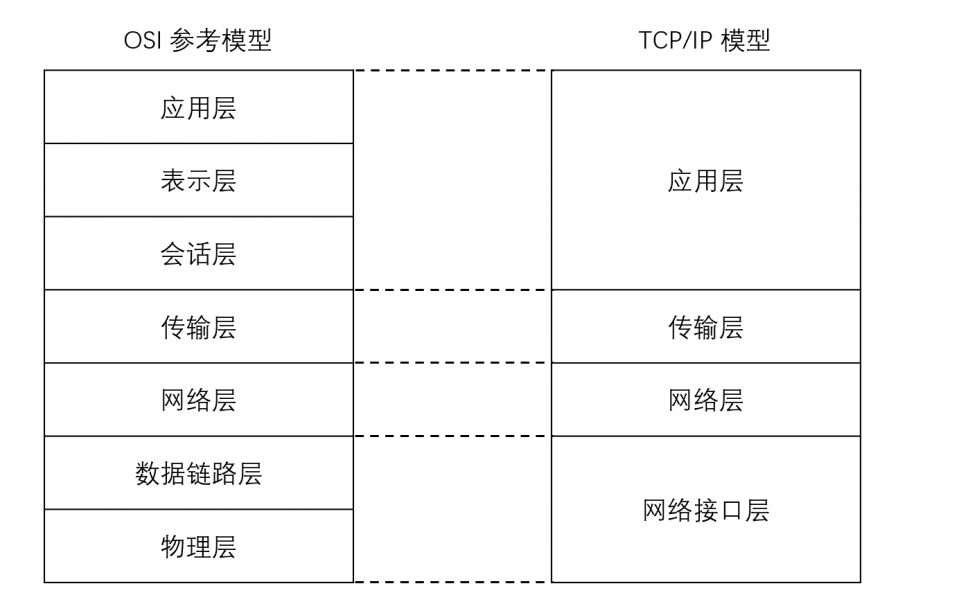 OSI 参考模型
TCP/IP 模型
应用层
表示层
会话层
传输层
网络层
数据链路层
物理层
应用层
传输层
网络层
网络接口层